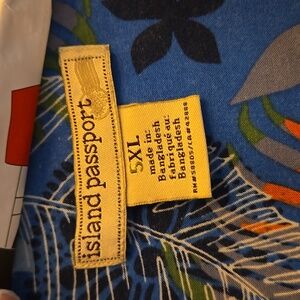 island passport
5XL
made in:
Bangladesh
Fabriqué au:
Bangladesh